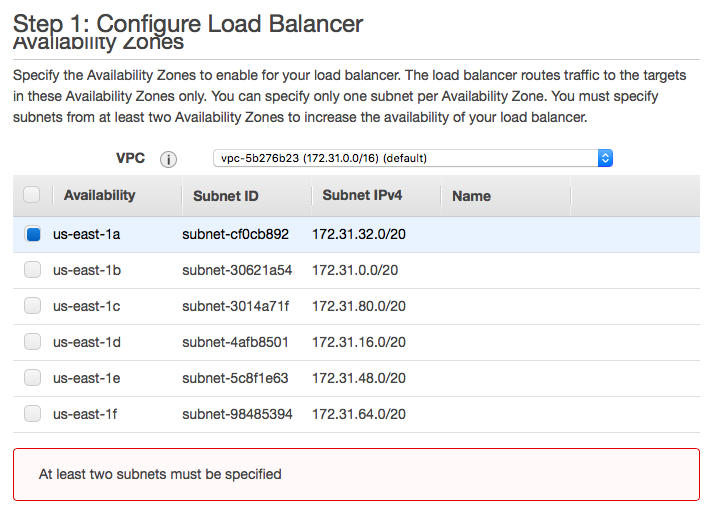 Step 1: Configure Load Balancer
Availability Zones
Specify the Availability Zones to enable for your load balancer. The load balancer routes traffic to the targets
in these Availability Zones only. You can specify only one subnet per Availability Zone. You must specify
subnets from at least two Availability Zones to increase the availability of your load balancer.
VPC i vpc-5b276b23 (172.31.0.0/16) (default)
Availability Subnet ID Subnet IPv4 Name
us-east-1a subnet-cf0cb892 172.31.32.0/20
us-east-1b subnet-30621a54 172.31.0.0/20
us-east-1c subnet-3014a71f 172.31.80.0/20
us-east-1d subnet-4afb8501 172.31.16.0/20
us-east-1e subnet-5c8f1e63 172.31.48.0/20
us-east-1f subnet-98485394 172.31.64.0/20
At least two subnets must be specified